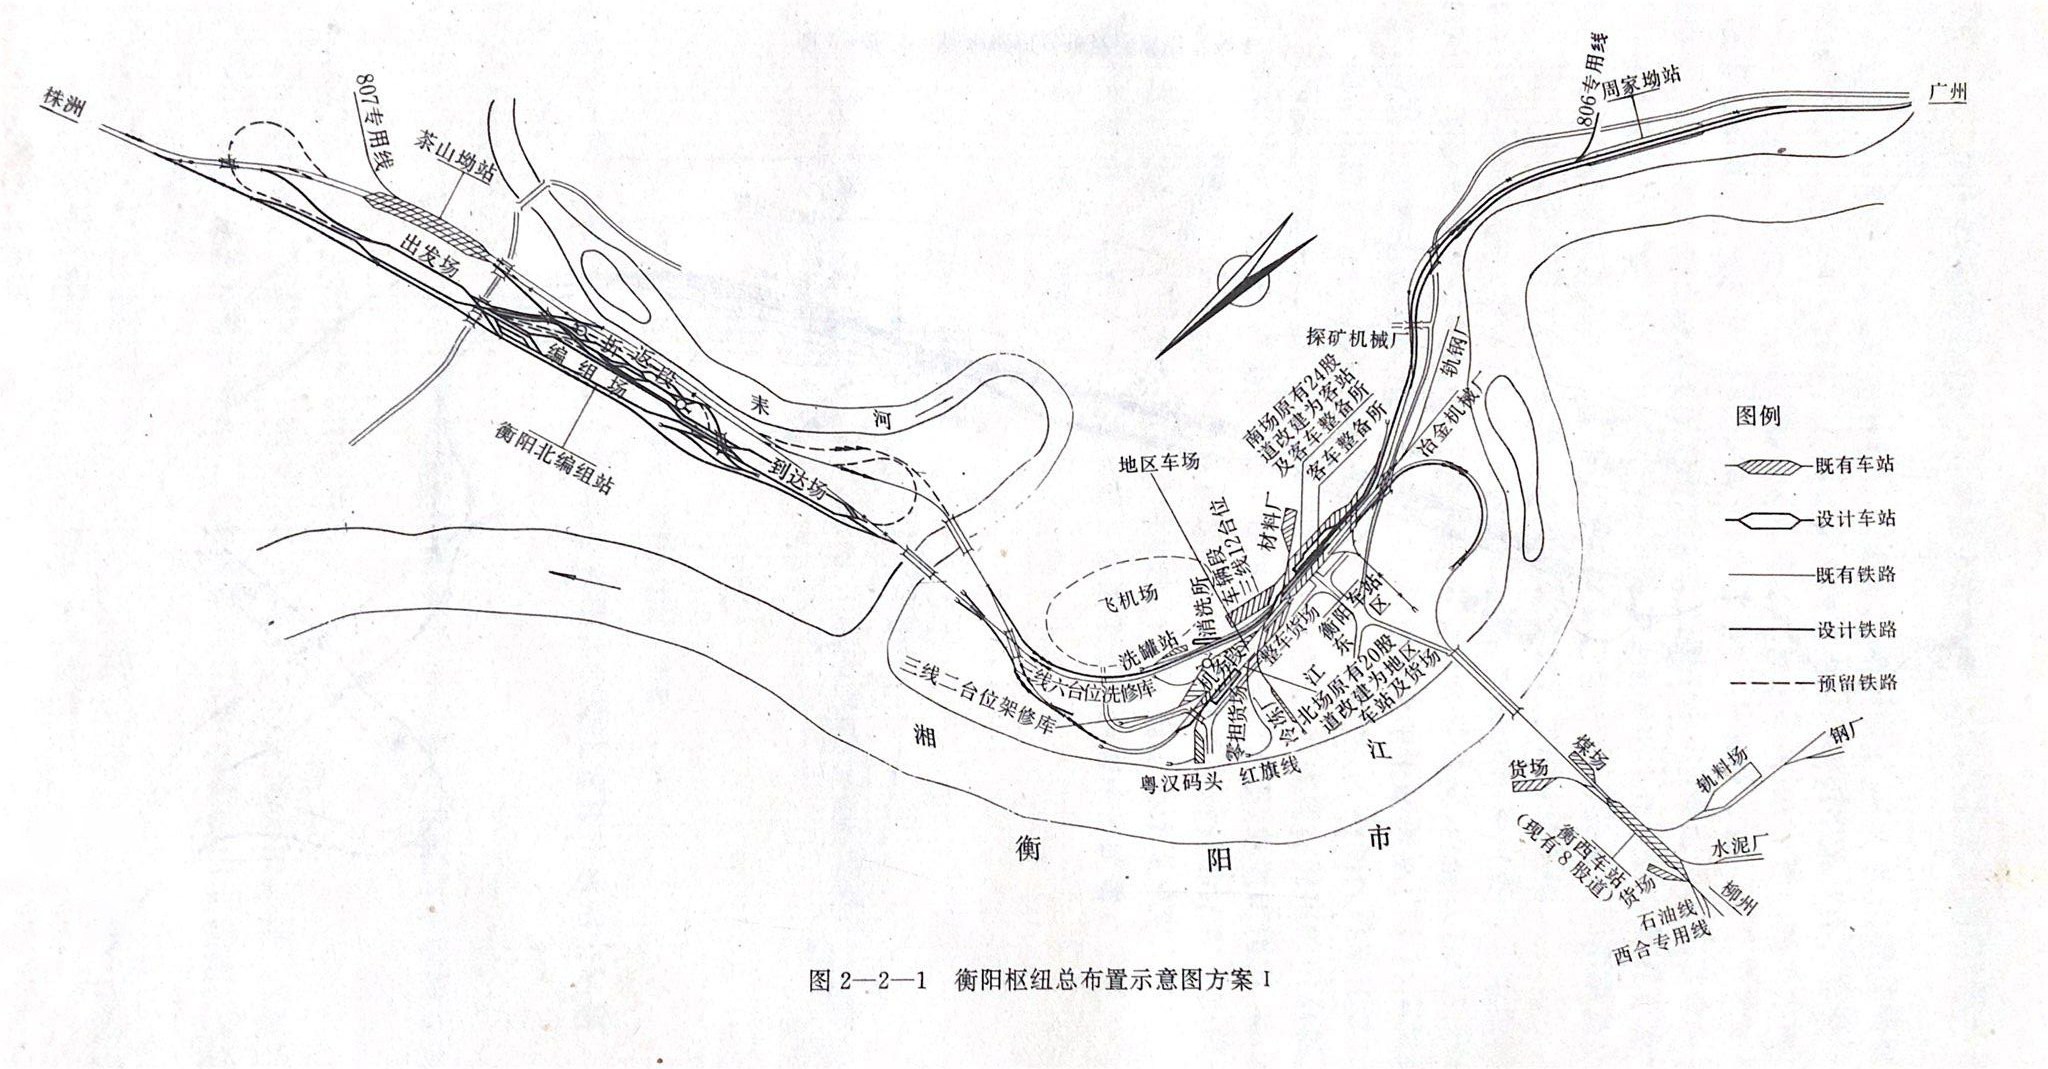 株洲
807专用线
茶山坳站
出发场
折返段
编组场
衡阳北编组站
到达场
耒河
806专用线
周家坳站
广州
探矿机械厂
轨钢厂
冶金机械厂
南场原有24股
道改建为客站
及客车整备所
客车整备所
地区车场
材料厂
车辆段
三线12台位
消洗所
飞机场
洗罐站
机务段
整车货场
衡阳车站
江东区
北场原有20股
道改建为地区
车站及货场
三线六台位洗修库
三线二台位架修库
零担货场
冷冻厂
粤汉码头
红旗线
湘江
衡阳市
图例
既有车站
设计车站
既有铁路
设计铁路
预留铁路
煤场
货场
轨料场
钢厂
水泥厂
衡西车站
(现有8股道)
货场
柳州
石油线
西合专用线
图 2—2—1 衡阳枢纽总布置示意图方案 I